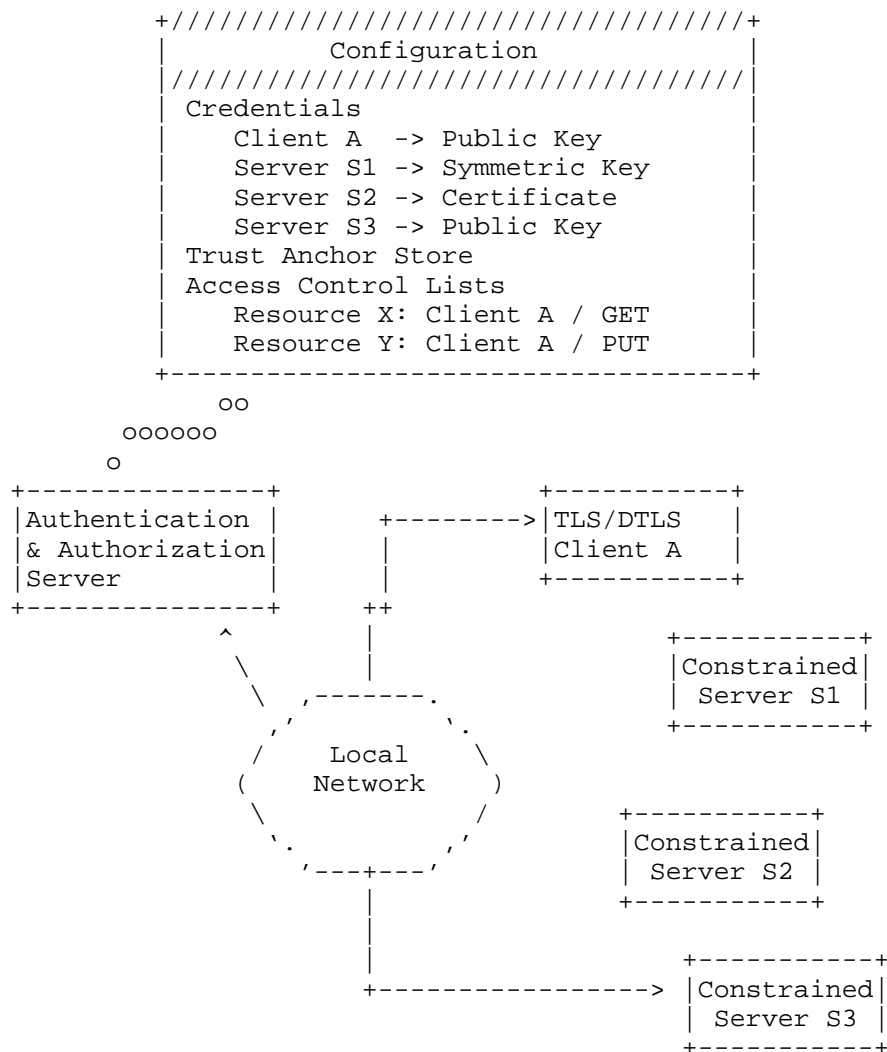 Configuration
Credentials
Client A -> Public Key
Server S1 -> Symmetric Key
Server S2 -> Certificate
Server S3 -> Public Key
Trust Anchor Store
Access Control Lists
Resource X: Client A / GET
Resource Y: Client A / PUT
oo
oooooo
o
Authentication
& Authorization
Server
TLS/DTLS
Client A
Constrained
Server S1
Local
Network
Constrained
Server S2
Constrained
Server S3